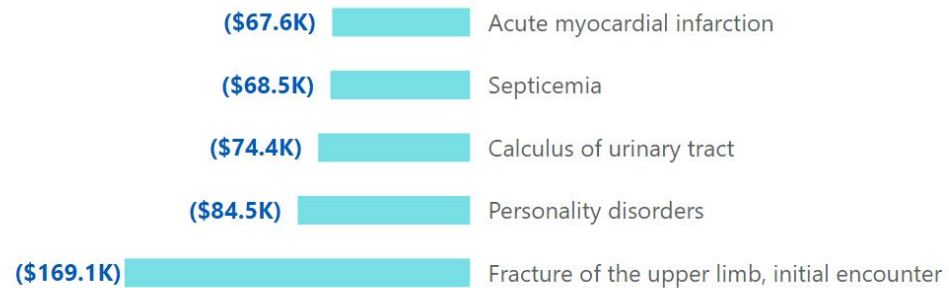 ($67.6K) Acute myocardial infarction
($68.5K) Septicemia
($74.4K) Calculus of urinary tract
($84.5K) Personality disorders
($169.1K) Fracture of the upper limb, initial encounter